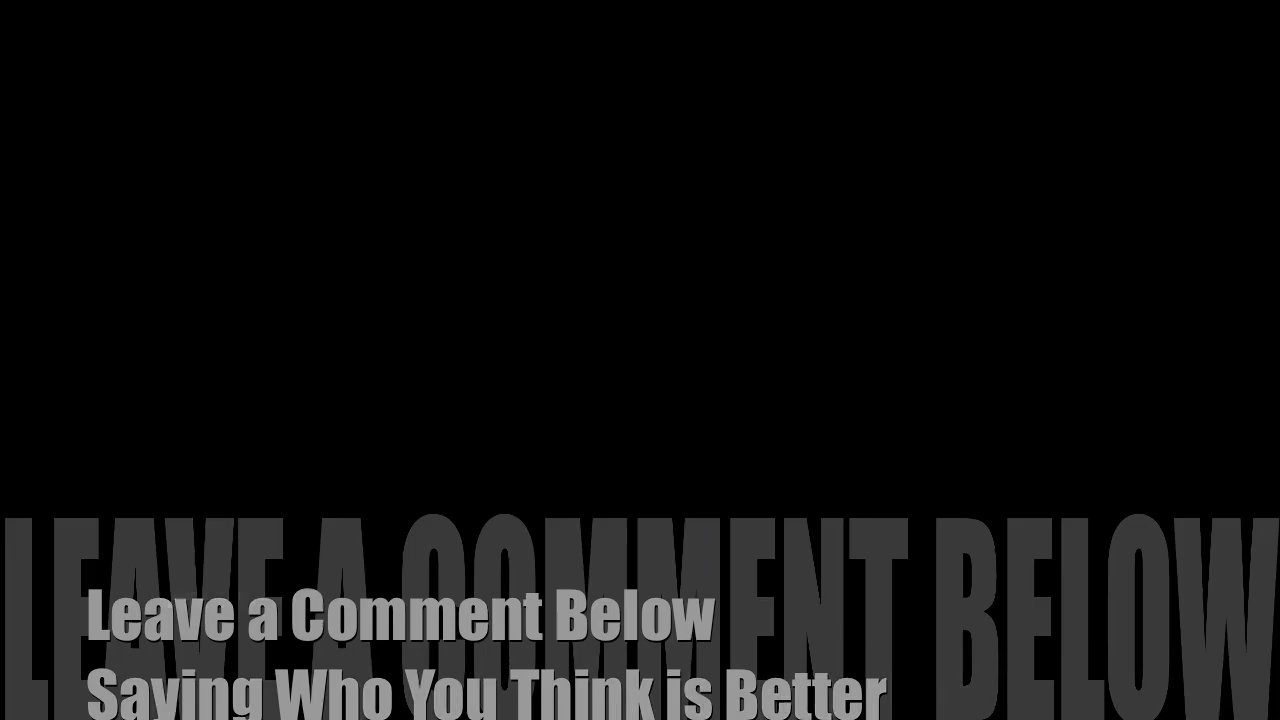 LEAVE A COMMENT BELOW
Leave a Comment Below
Saying Who You Think is Better